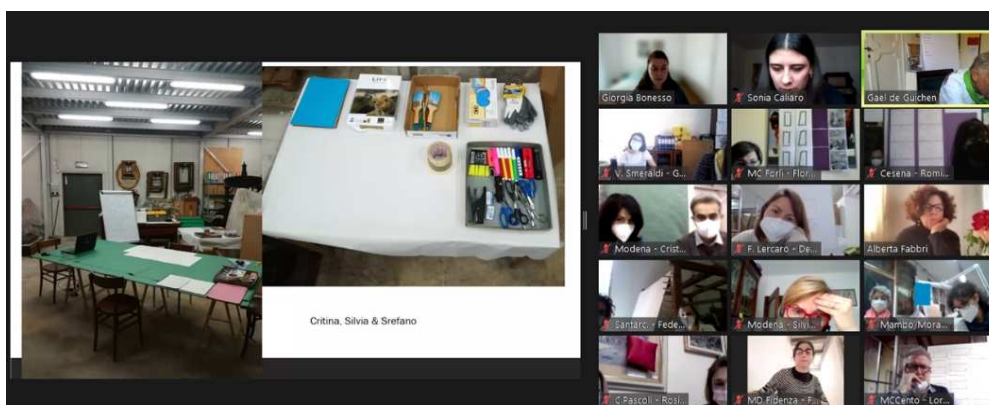 LIFE
Critina, Silvia & Srefano
Giorgia Bonesso
Sonia Caliaro
Gael de Guichen
V. Smeraldi - G...
MC Forlì - Flor...
Cesena - Romi...
Modena - Crist...
F. Lercaro - De...
Alberta Fabbri
Santarc. - Fede...
Modena - Silvi...
Mambo/Mora...
C.Pascoli - Rosi...
MD Fidenza - F...
MCCento - Lor...